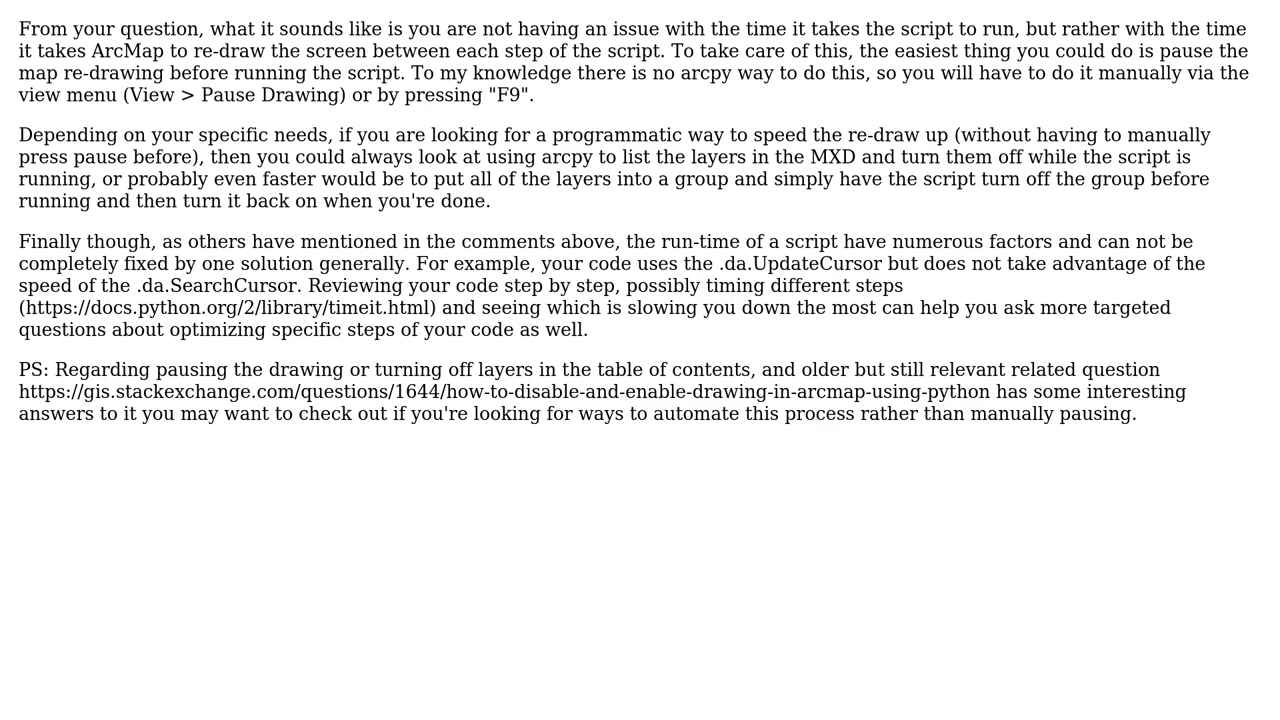 From your question, what it sounds like is you are not having an issue with the time it takes the script to run, but rather with the time
it takes ArcMap to re-draw the screen between each step of the script. To take care of this, the easiest thing you could do is pause the
map re-drawing before running the script. To my knowledge there is no arcpy way to do this, so you will have to do it manually via the
view menu (View > Pause Drawing) or by pressing "F9".
Depending on your specific needs, if you are looking for a programmatic way to speed the re-draw up (without having to manually
press pause before), then you could always look at using arcpy to list the layers in the MXD and turn them off while the script is
running, or probably even faster would be to put all of the layers into a group and simply have the script turn off the group before
running and then turn it back on when you're done.
Finally though, as others have mentioned in the comments above, the run-time of a script have numerous factors and can not be
completely fixed by one solution generally. For example, your code uses the .da.UpdateCursor but does not take advantage of the
speed of the .da.SearchCursor. Reviewing your code step by step, possibly timing different steps
(https://docs.python.org/2/library/timeit.html) and seeing which is slowing you down the most can help you ask more targeted
questions about optimizing specific steps of your code as well.
PS: Regarding pausing the drawing or turning off layers in the table of contents, and older but still relevant related question
https://gis.stackexchange.com/questions/1644/how-to-disable-and-enable-drawing-in-arcmap-using-python has some interesting
answers to it you may want to check out if you're looking for ways to automate this process rather than manually pausing.